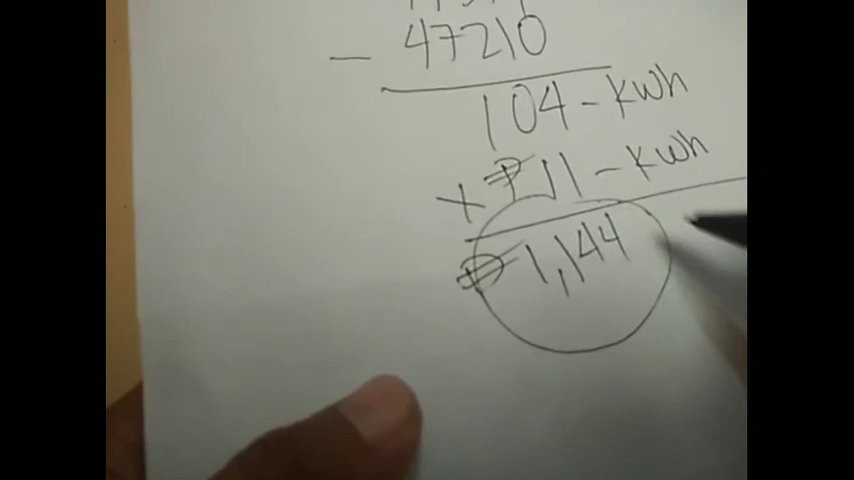 - 47210
104 - kwh
x ₱11 - kwh
₱1,144